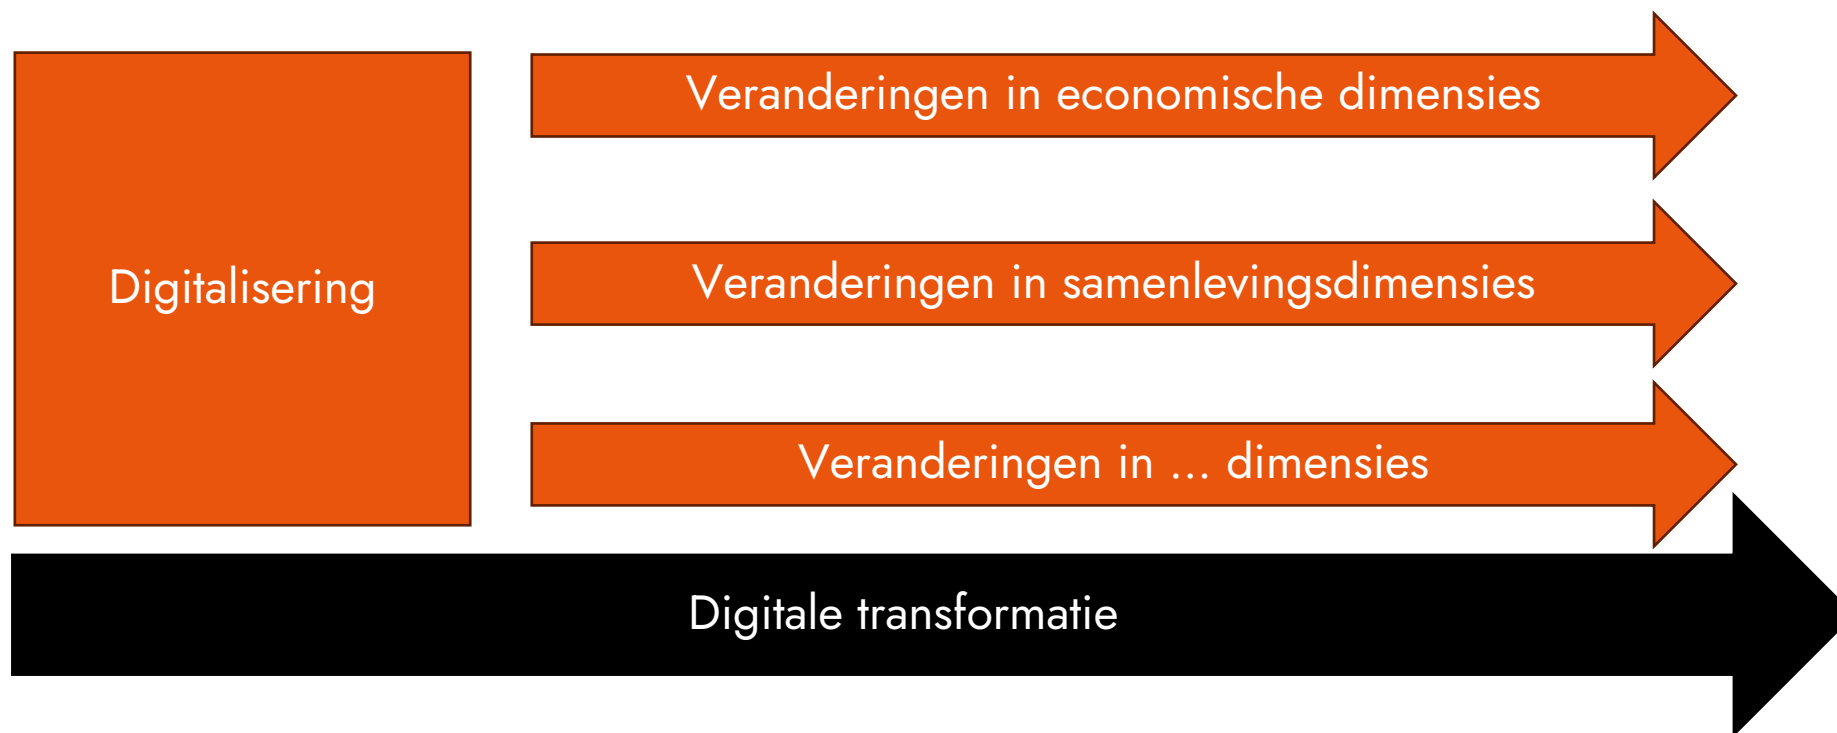 Veranderingen in economische dimensies
Digitalisering
Veranderingen in samenlevingsdimensies
Veranderingen in ... dimensies
Digitale transformatie